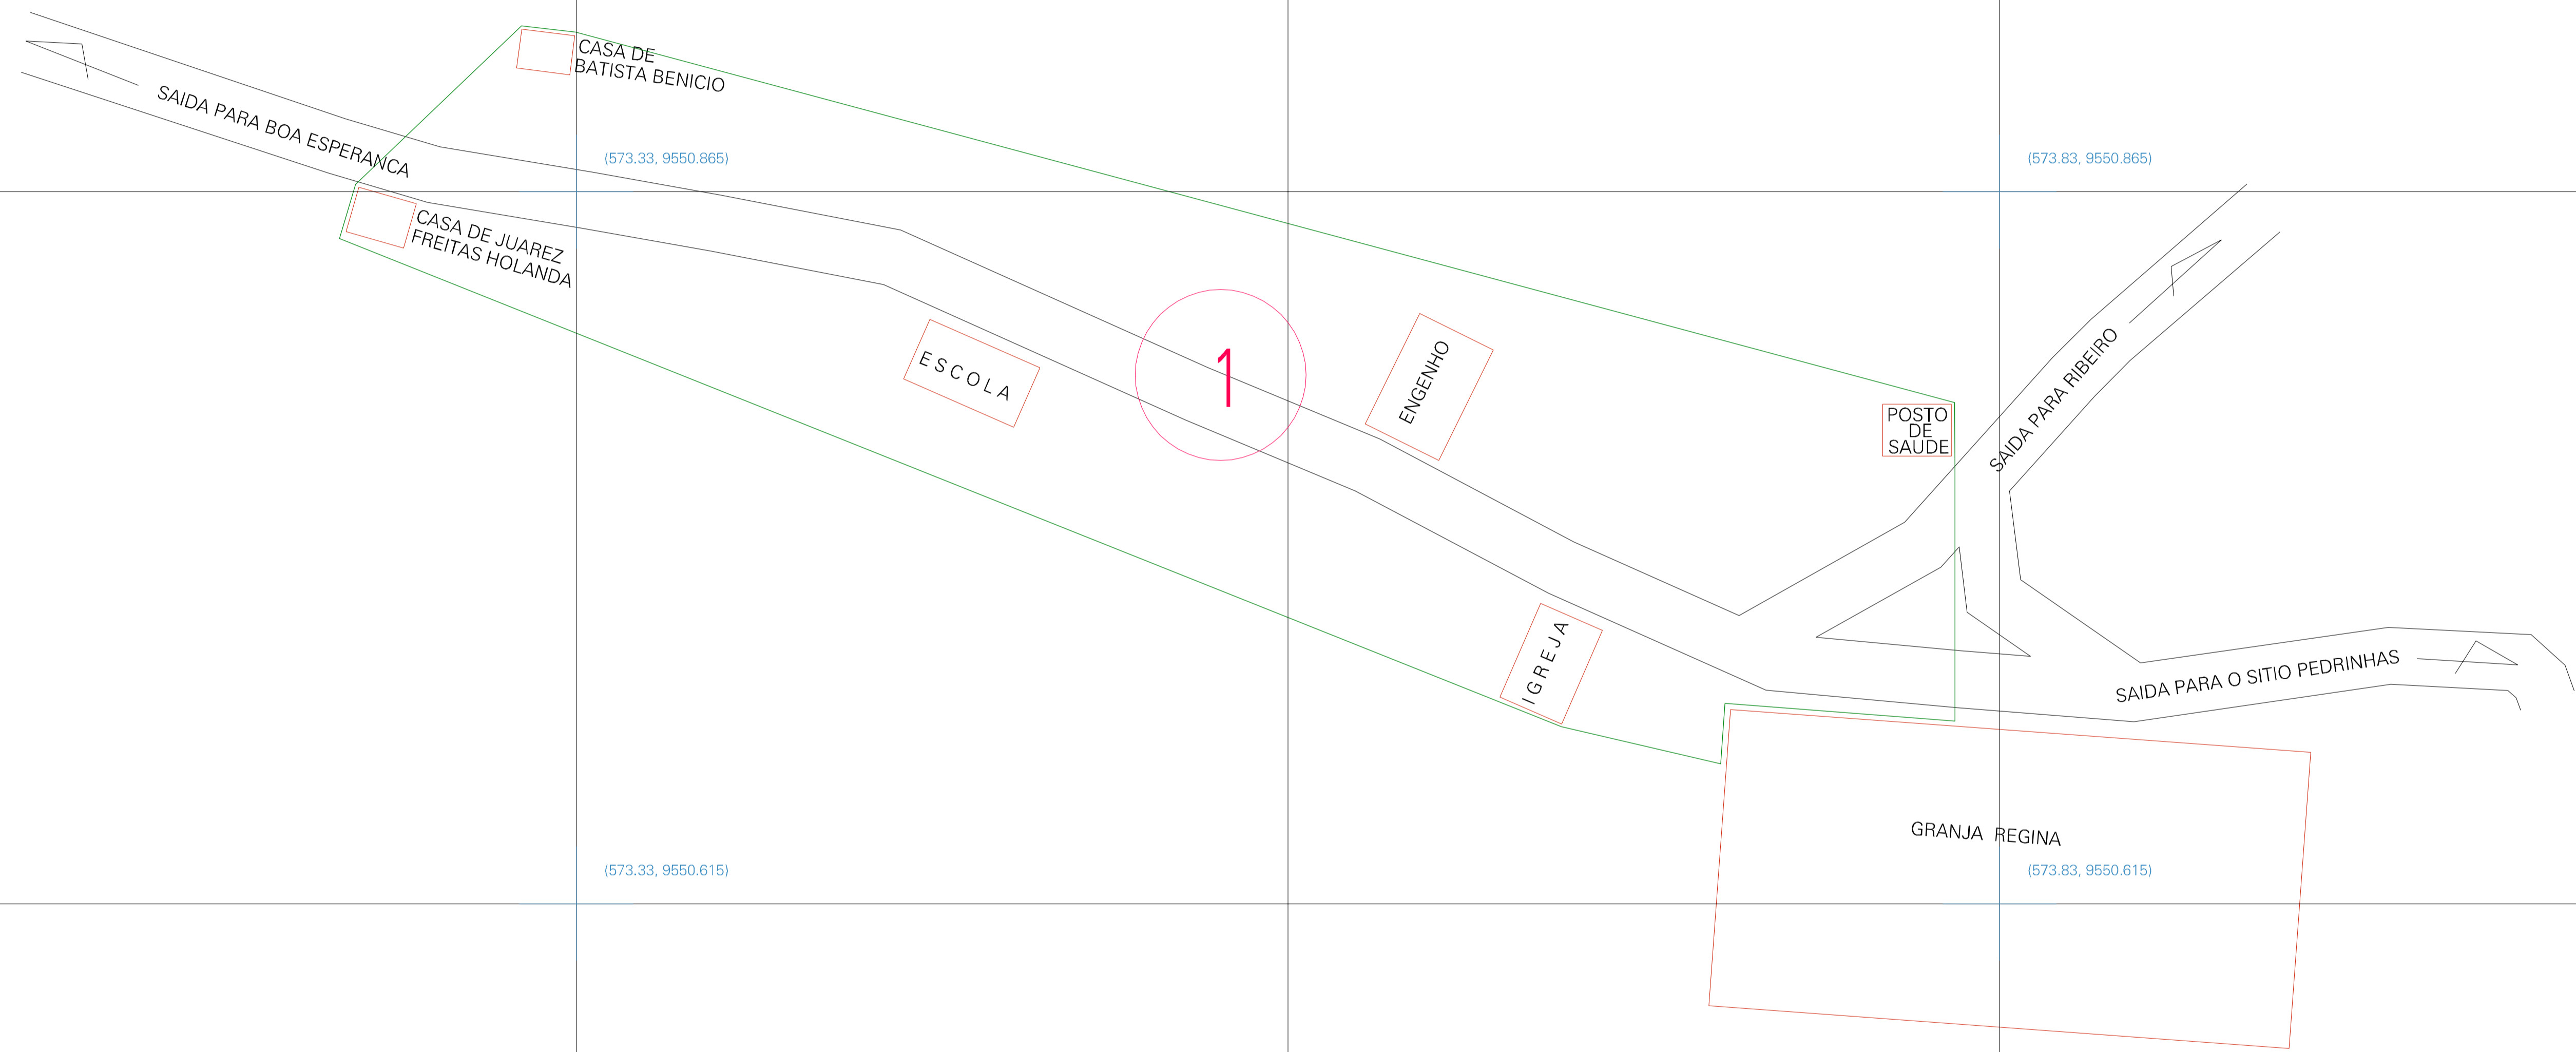 CASA DE
BATISTA BENICIO
SAIDA PARA BOA ESPERANCA
(573.33, 9550.865)
(573.83, 9550.865)
CASA DE JUAREZ
FREITAS HOLANDA
ESCOLA
1
ENGENHO
POSTO
DE
SAUDE
SAIDA PARA RIBEIRO
IGREJA
SAIDA PARA O SITIO PEDRINHAS
GRANJA REGINA
(573.33, 9550.615)
(573.83, 9550.615)